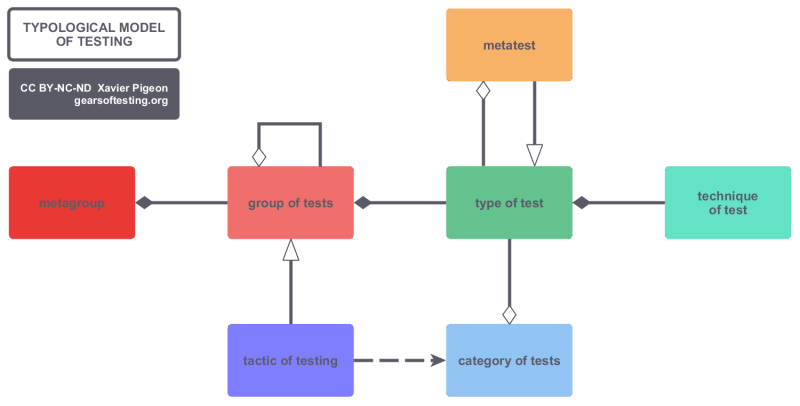 TYPOLOGICAL MODEL
OF TESTING
CC BY-NC-ND  Xavier Pigeon
gearsoftesting.org
metatest
metagroup
group of tests
type of test
technique
of test
tactic of testing
category of tests